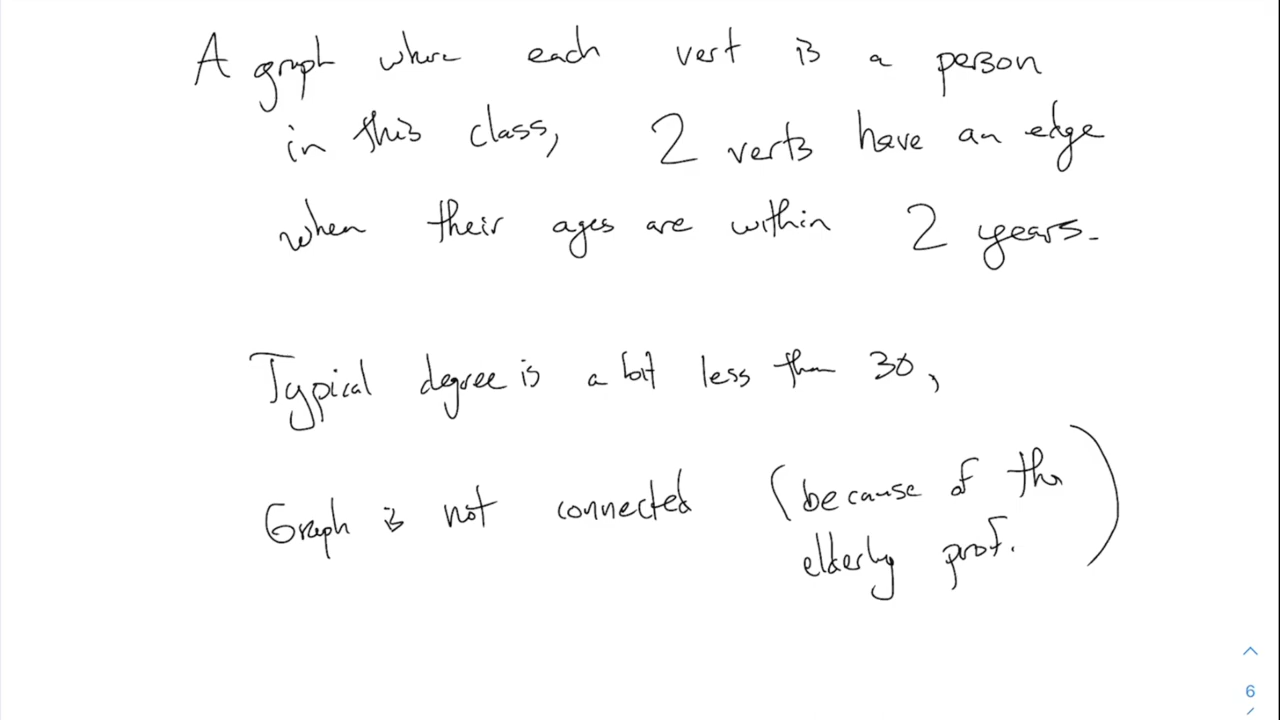 A graph where each vert is a person
in this class, 2 verts have an edge
when their ages are within 2 years.
Typical degree is a bit less than 30,
Graph is not connected (because of the
elderly prof.)
6